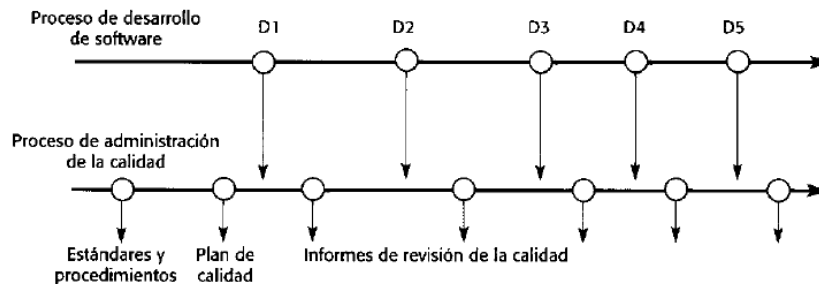 Proceso de desarrollo
de software
D1
D2
D3
D4
D5
Proceso de administración
de la calidad
Estándares y
procedimientos
Plan de
calidad
Informes de revisión de la calidad